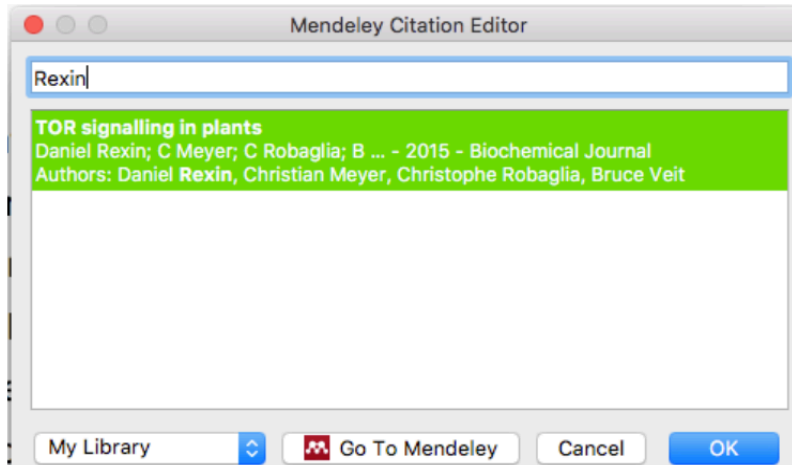 Mendeley Citation Editor
Rexin
TOR signalling in plants
Daniel Rexin; C Meyer; C Robaglia; B ... - 2015 - Biochemical Journal
Authors: Daniel Rexin, Christian Meyer, Christophe Robaglia, Bruce Veit
My Library
Go To Mendeley
Cancel
OK